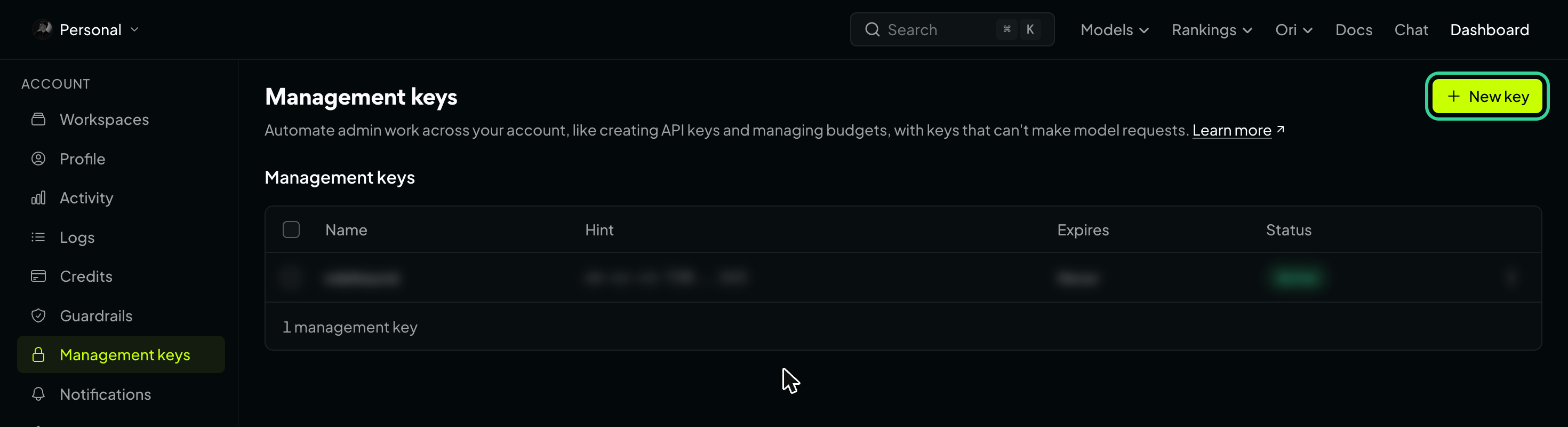 Personal
Search ⌘ K
Models
Rankings
Ori
Docs
Chat
Dashboard
ACCOUNT
Workspaces
Profile
Activity
Logs
Credits
Guardrails
Management keys
Notifications
Management keys
+ New key
Automate admin work across your account, like creating API keys and managing budgets, with keys that can't make model requests. Learn more ↗
Management keys
Name Hint Expires Status
1 management key